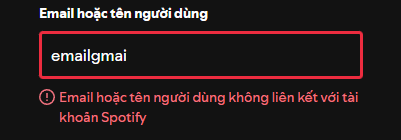 Email hoặc tên người dùng
emailgmai
Email hoặc tên người dùng không liên kết với tài
khoản Spotify